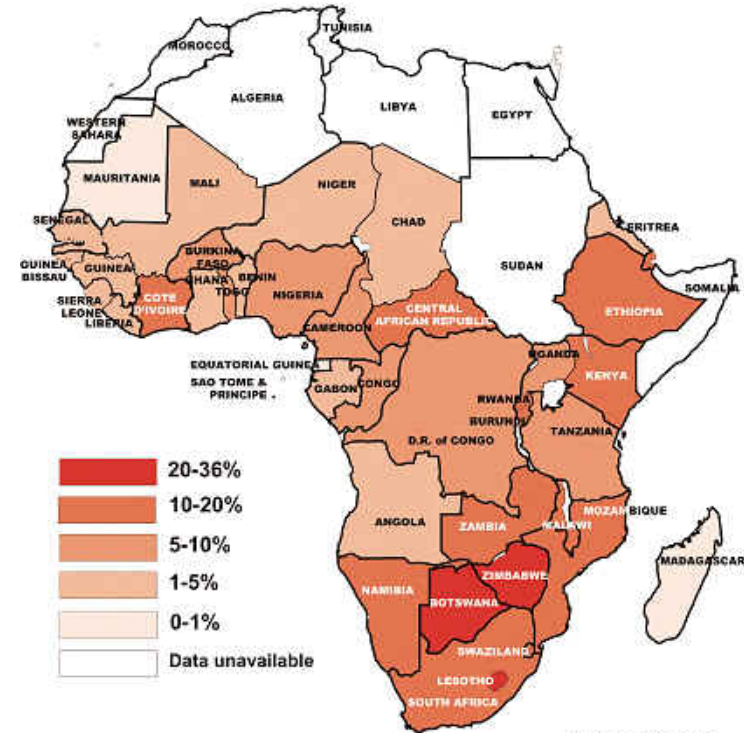 TUNISIA
MOROCCO
ALGERIA
LIBYA
EGYPT
WESTERN
SAHARA
MAURITANIA
MALI
NIGER
CHAD
SUDAN
ERITREA
SENEGAL
GUINEA
BISSAU
GUINEA
SIERRA
LEONE
LIBERIA
COTE
D'IVOIRE
BURKINA
FASO
GHANA
TOGO
BENIN
NIGERIA
CAMEROON
CENTRAL
AFRICAN REPUBLIC
ETHIOPIA
SOMALIA
EQUATORIAL GUINEA
SAO TOME &
PRINCIPE
GABON
CONGO
UGANDA
KENYA
RWANDA
BURUNDI
D.R. of CONGO
TANZANIA
ANGOLA
ZAMBIA
MALAWI
MOZAMBIQUE
MADAGASCAR
NAMIBIA
ZIMBABWE
BOTSWANA
SWAZILAND
LESOTHO
SOUTH AFRICA
20-36%
10-20%
5-10%
1-5%
0-1%
Data unavailable